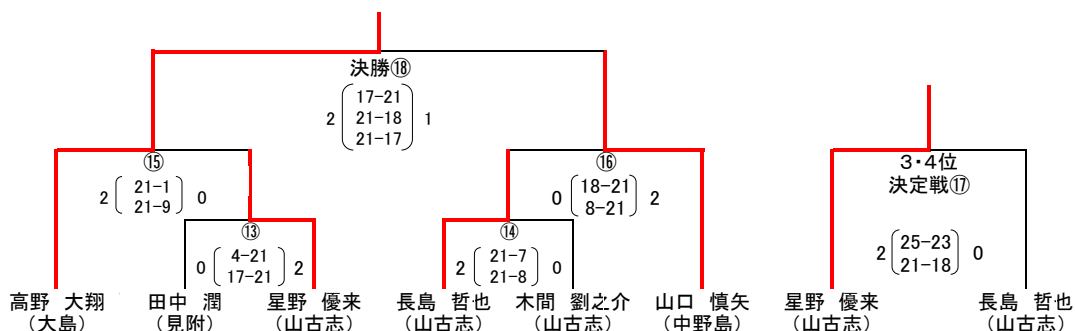 決勝⑱
2 17-21 1
21-18
21-17
⑮
2 21-1 0
21-9
⑯
0 18-21 2
8-21
3・4位
決定戦⑰
⑬
0 4-21 2
17-21
⑭
2 21-7 0
21-8
2 25-23 0
21-18
高野 大翔 田中 潤 星野 優来 長島 哲也 木間 劉之介 山口 慎矢 星野 優来 長島 哲也
(大島) (見附) (山古志) (山古志) (山古志) (中野島) (山古志) (山古志)